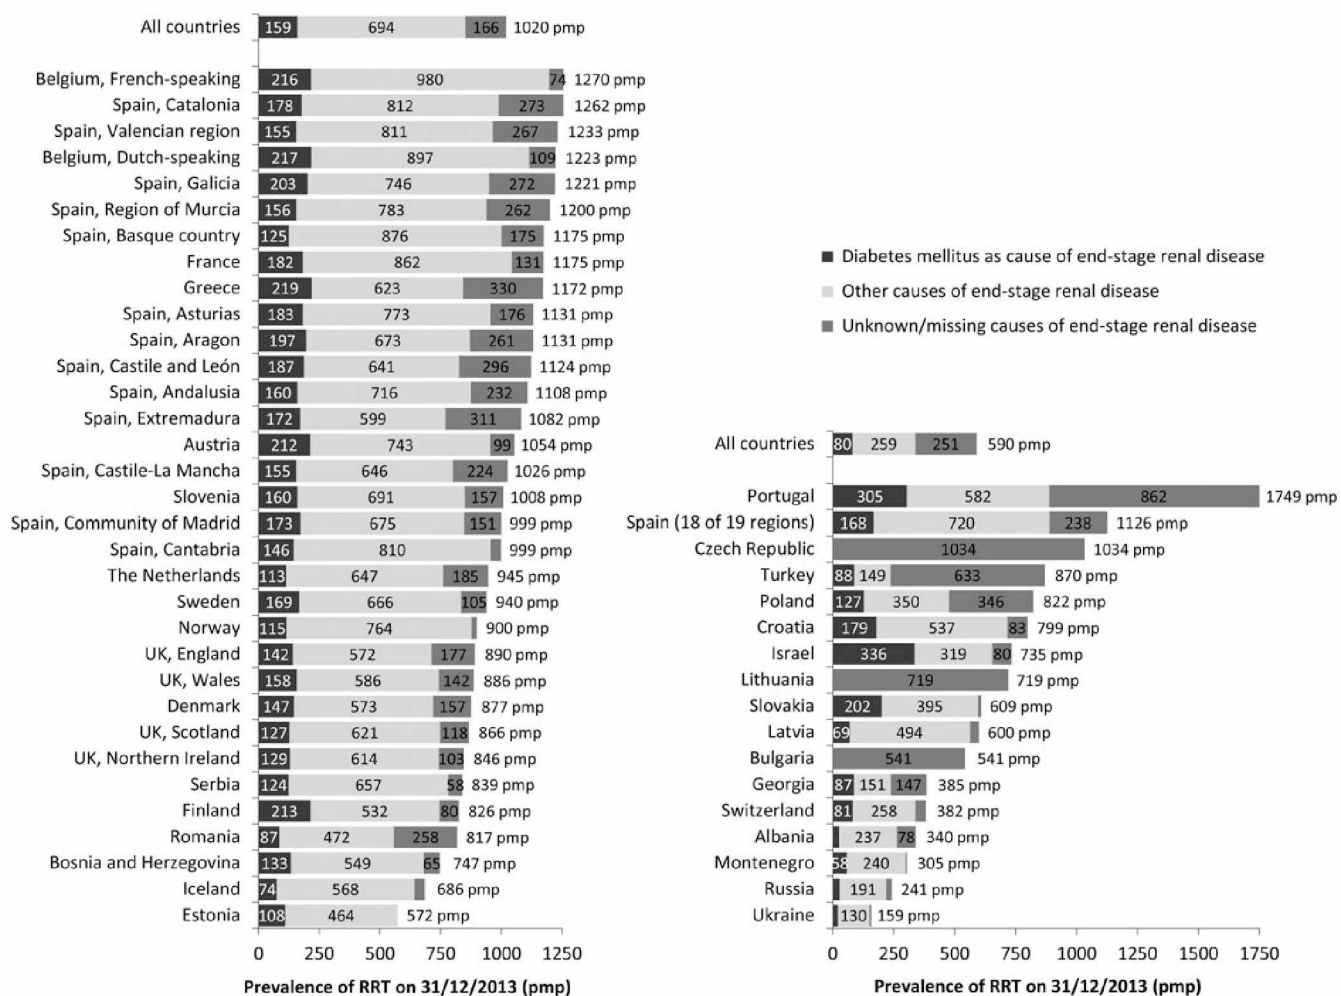 All countries 159 694 166 1020 pmp
Belgium, French-speaking 216 980 74 1270 pmp
Spain, Catalonia 178 812 273 1262 pmp
Spain, Valencian region 155 811 267 1233 pmp
Belgium, Dutch-speaking 217 897 109 1223 pmp
Spain, Galicia 203 746 272 1221 pmp
Spain, Region of Murcia 156 783 262 1200 pmp
Spain, Basque country 125 876 175 1175 pmp
France 182 862 131 1175 pmp
Greece 219 623 330 1172 pmp
Spain, Asturias 183 773 176 1131 pmp
Spain, Aragon 197 673 261 1131 pmp
Spain, Castile and León 187 641 296 1124 pmp
Spain, Andalusia 160 716 232 1108 pmp
Spain, Extremadura 172 599 311 1082 pmp
Austria 212 743 99 1054 pmp
Spain, Castile-La Mancha 155 646 224 1026 pmp
Slovenia 160 691 157 1008 pmp
Spain, Community of Madrid 173 675 151 999 pmp
Spain, Cantabria 146 810 999 pmp
The Netherlands 113 647 185 945 pmp
Sweden 169 666 105 940 pmp
Norway 115 764 900 pmp
UK, England 142 572 177 890 pmp
UK, Wales 158 586 142 886 pmp
Denmark 147 573 157 877 pmp
UK, Scotland 127 621 118 866 pmp
UK, Northern Ireland 129 614 103 846 pmp
Serbia 124 657 58 839 pmp
Finland 213 532 80 826 pmp
Romania 87 472 258 817 pmp
Bosnia and Herzegovina 133 549 65 747 pmp
Iceland 74 568 686 pmp
Estonia 108 464 572 pmp
0 250 500 750 1000 1250
Prevalence of RRT on 31/12/2013 (pmp)
Diabetes mellitus as cause of end-stage renal disease
Other causes of end-stage renal disease
Unknown/missing causes of end-stage renal disease
All countries 80 259 251 590 pmp
Portugal 305 582 862 1749 pmp
Spain (18 of 19 regions) 168 720 238 1126 pmp
Czech Republic 1034 1034 pmp
Turkey 88 149 633 870 pmp
Poland 127 350 346 822 pmp
Croatia 179 537 83 799 pmp
Israel 336 319 80 735 pmp
Lithuania 719 719 pmp
Slovakia 202 395 609 pmp
Latvia 69 494 600 pmp
Bulgaria 541 541 pmp
Georgia 87 151 147 385 pmp
Switzerland 81 258 382 pmp
Albania 237 78 340 pmp
Montenegro 58 240 305 pmp
Russia 191 241 pmp
Ukraine 130 159 pmp
0 250 500 750 1000 1250 1500 1750
Prevalence of RRT on 31/12/2013 (pmp)